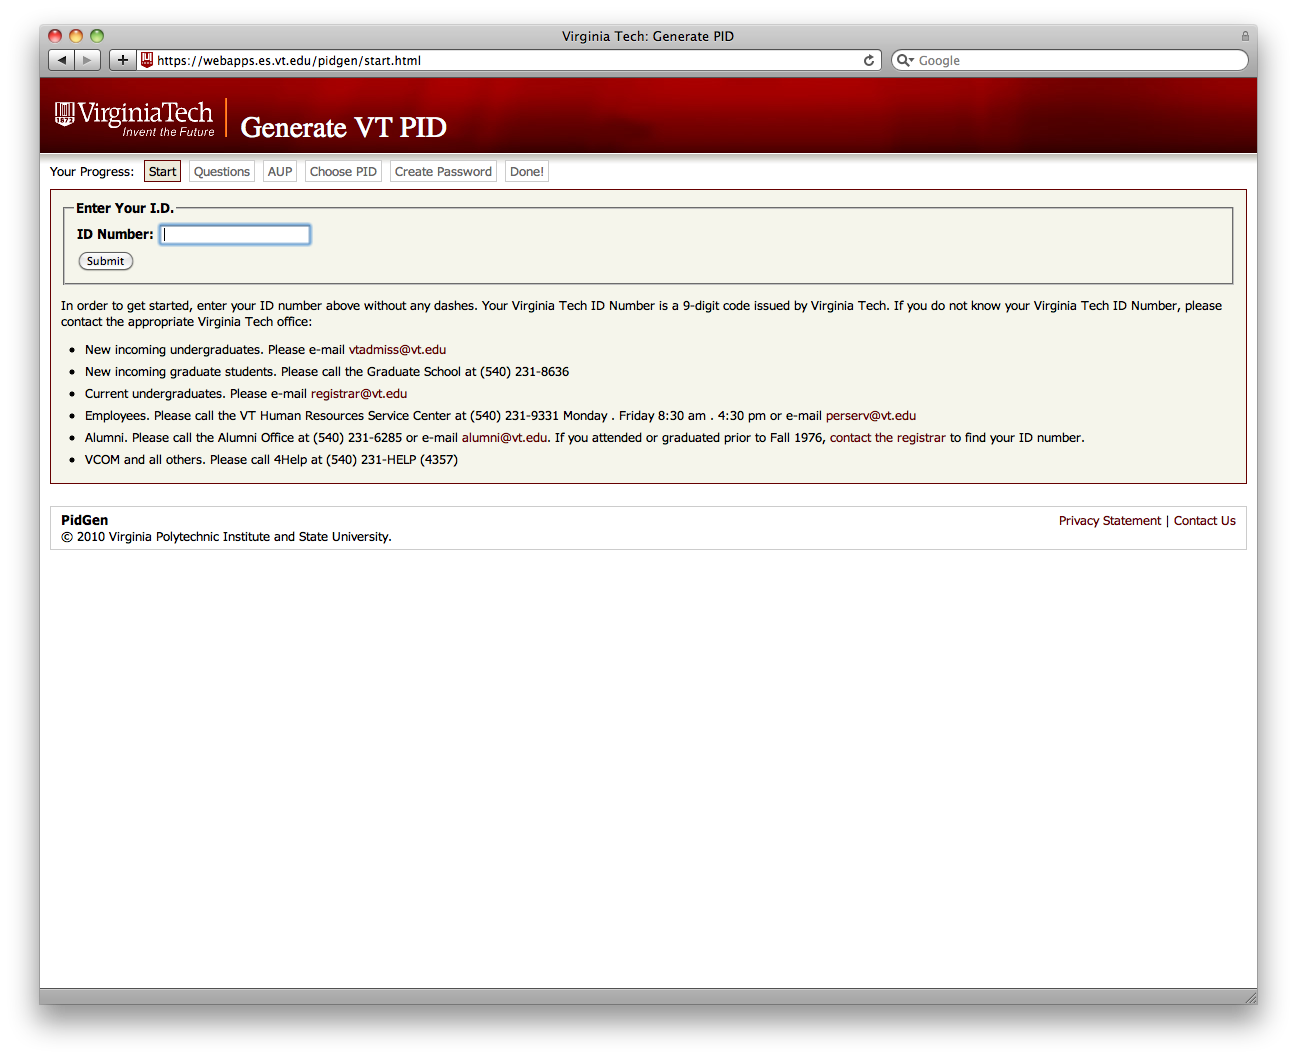 Virginia Tech: Generate PID
https://webapps.es.vt.edu/pidgen/start.html
Google
VirginiaTech
1872
Invent the Future
Generate VT PID
Your Progress: Start Questions AUP Choose PID Create Password Done!
Enter Your I.D.
ID Number:
Submit
In order to get started, enter your ID number above without any dashes. Your Virginia Tech ID Number is a 9-digit code issued by Virginia Tech. If you do not know your Virginia Tech ID Number, please
contact the appropriate Virginia Tech office:
• New incoming undergraduates. Please e-mail vtadmiss@vt.edu
• New incoming graduate students. Please call the Graduate School at (540) 231-8636
• Current undergraduates. Please e-mail registrar@vt.edu
• Employees. Please call the VT Human Resources Service Center at (540) 231-9331 Monday . Friday 8:30 am . 4:30 pm or e-mail perserv@vt.edu
• Alumni. Please call the Alumni Office at (540) 231-6285 or e-mail alumni@vt.edu. If you attended or graduated prior to Fall 1976, contact the registrar to find your ID number.
• VCOM and all others. Please call 4Help at (540) 231-HELP (4357)
PidGen
Privacy Statement | Contact Us
© 2010 Virginia Polytechnic Institute and State University.